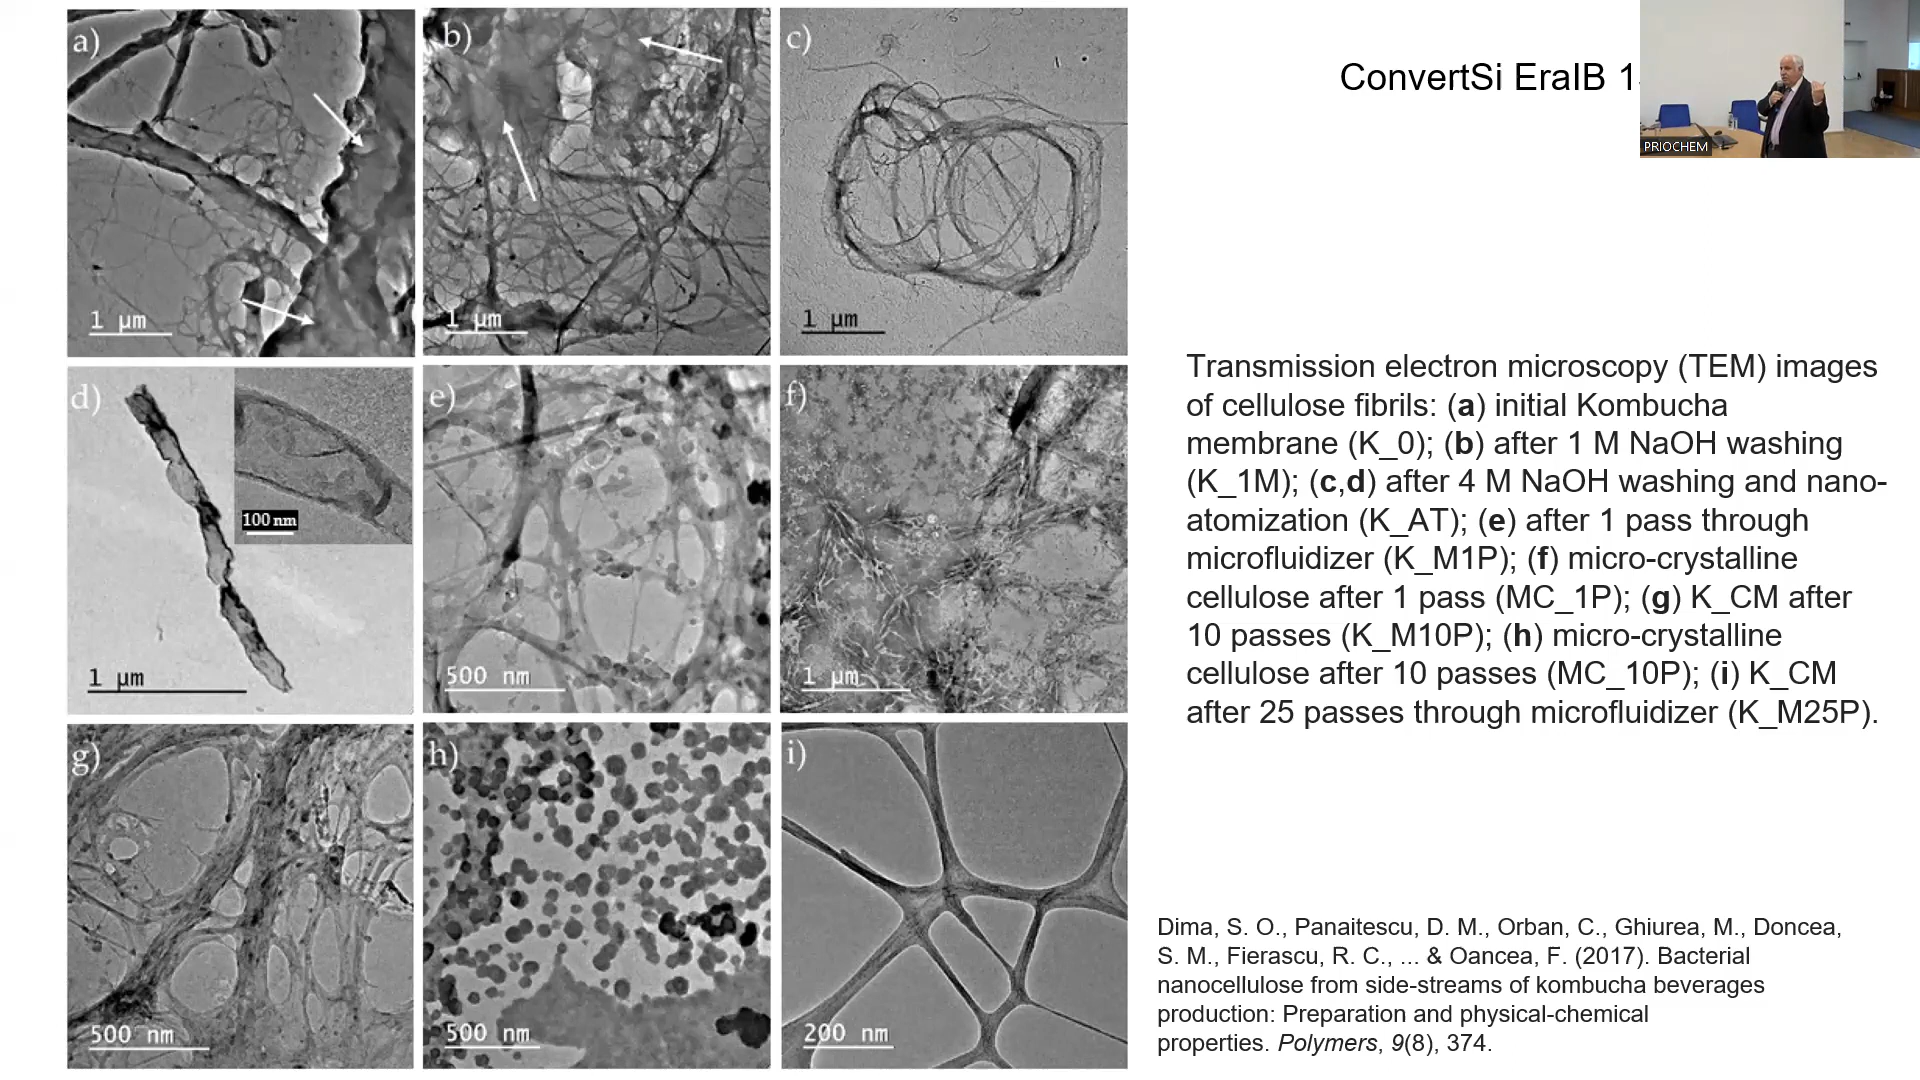 a)
b)
c)
1 µm
1 µm
1 µm
d)
100 nm
e)
f)
1 µm
500 nm
1 µm
g)
h)
i)
500 nm
500 nm
200 nm
ConvertSi EraIB
PRIOCHEM
Transmission electron microscopy (TEM) images
of cellulose fibrils: (a) initial Kombucha
membrane (K_0); (b) after 1 M NaOH washing
(K_1M); (c,d) after 4 M NaOH washing and nano-
atomization (K_AT); (e) after 1 pass through
microfluidizer (K_M1P); (f) micro-crystalline
cellulose after 1 pass (MC_1P); (g) K_CM after
10 passes (K_M10P); (h) micro-crystalline
cellulose after 10 passes (MC_10P); (i) K_CM
after 25 passes through microfluidizer (K_M25P).
Dima, S. O., Panaitescu, D. M., Orban, C., Ghiurea, M., Doncea,
S. M., Fierascu, R. C., ... & Oancea, F. (2017). Bacterial
nanocellulose from side-streams of kombucha beverages
production: Preparation and physical-chemical
properties. Polymers, 9(8), 374.